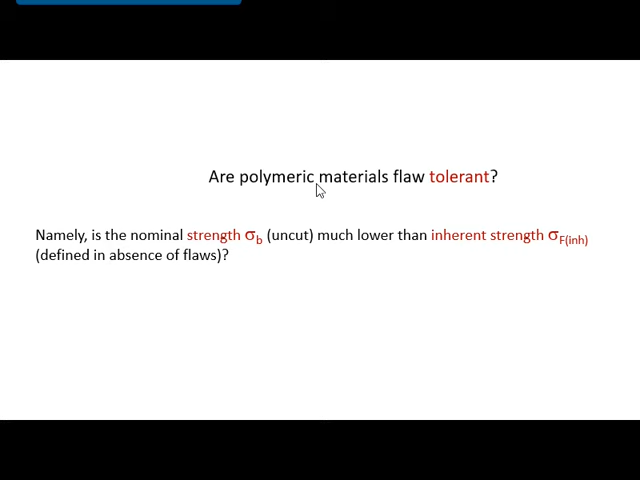 Are polymeric materials flaw tolerant?
Namely, is the nominal strength σb (uncut) much lower than inherent strength σF(inh)
(defined in absence of flaws)?